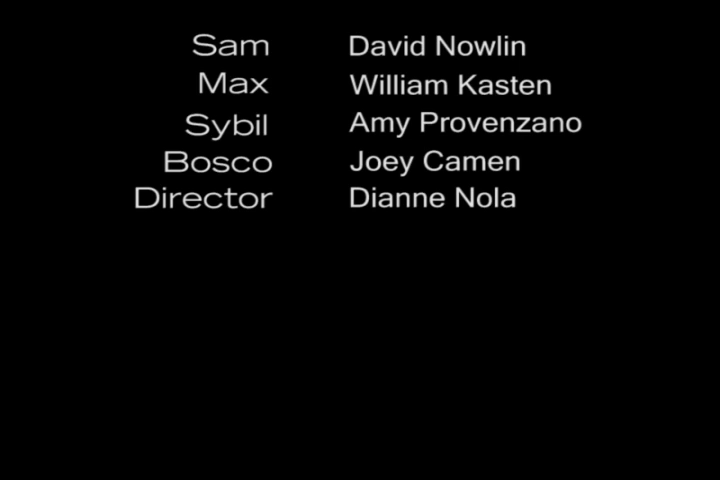 Sam David Nowlin
Max William Kasten
Sybil Amy Provenzano
Bosco Joey Camen
Director Dianne Nola